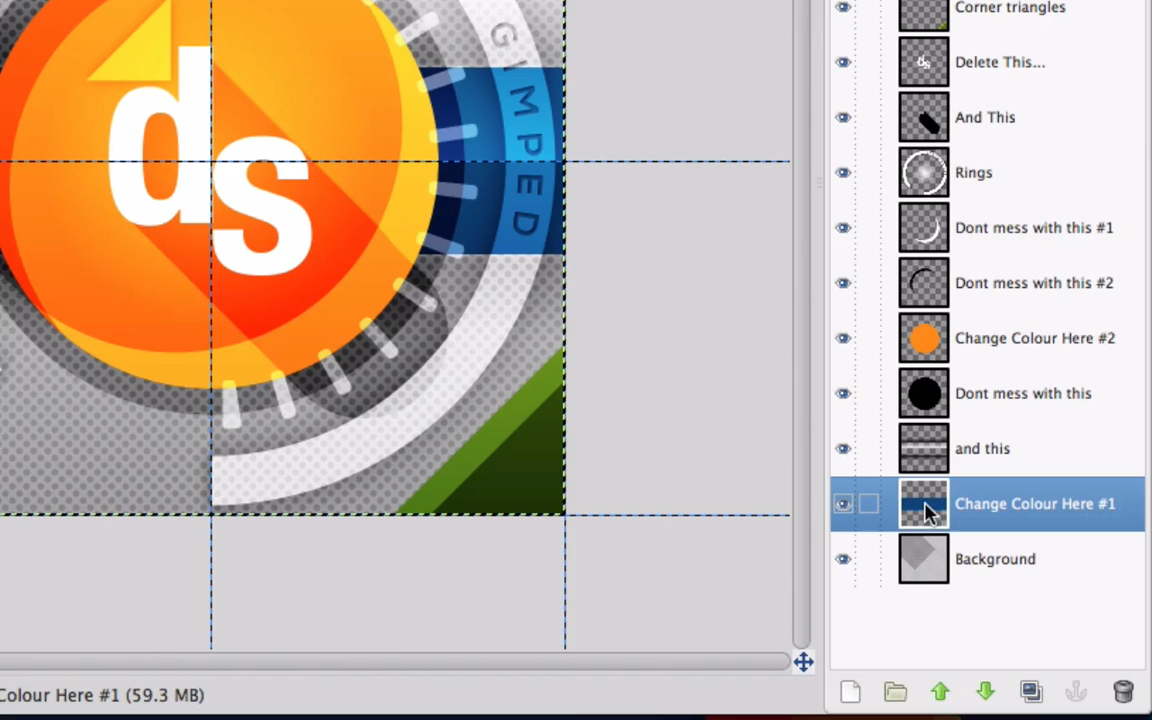 GIMPED
ds
Corner triangles
Delete This...
And This
Rings
Dont mess with this #1
Dont mess with this #2
Change Colour Here #2
Dont mess with this
and this
Change Colour Here #1
Background
Colour Here #1 (59.3 MB)